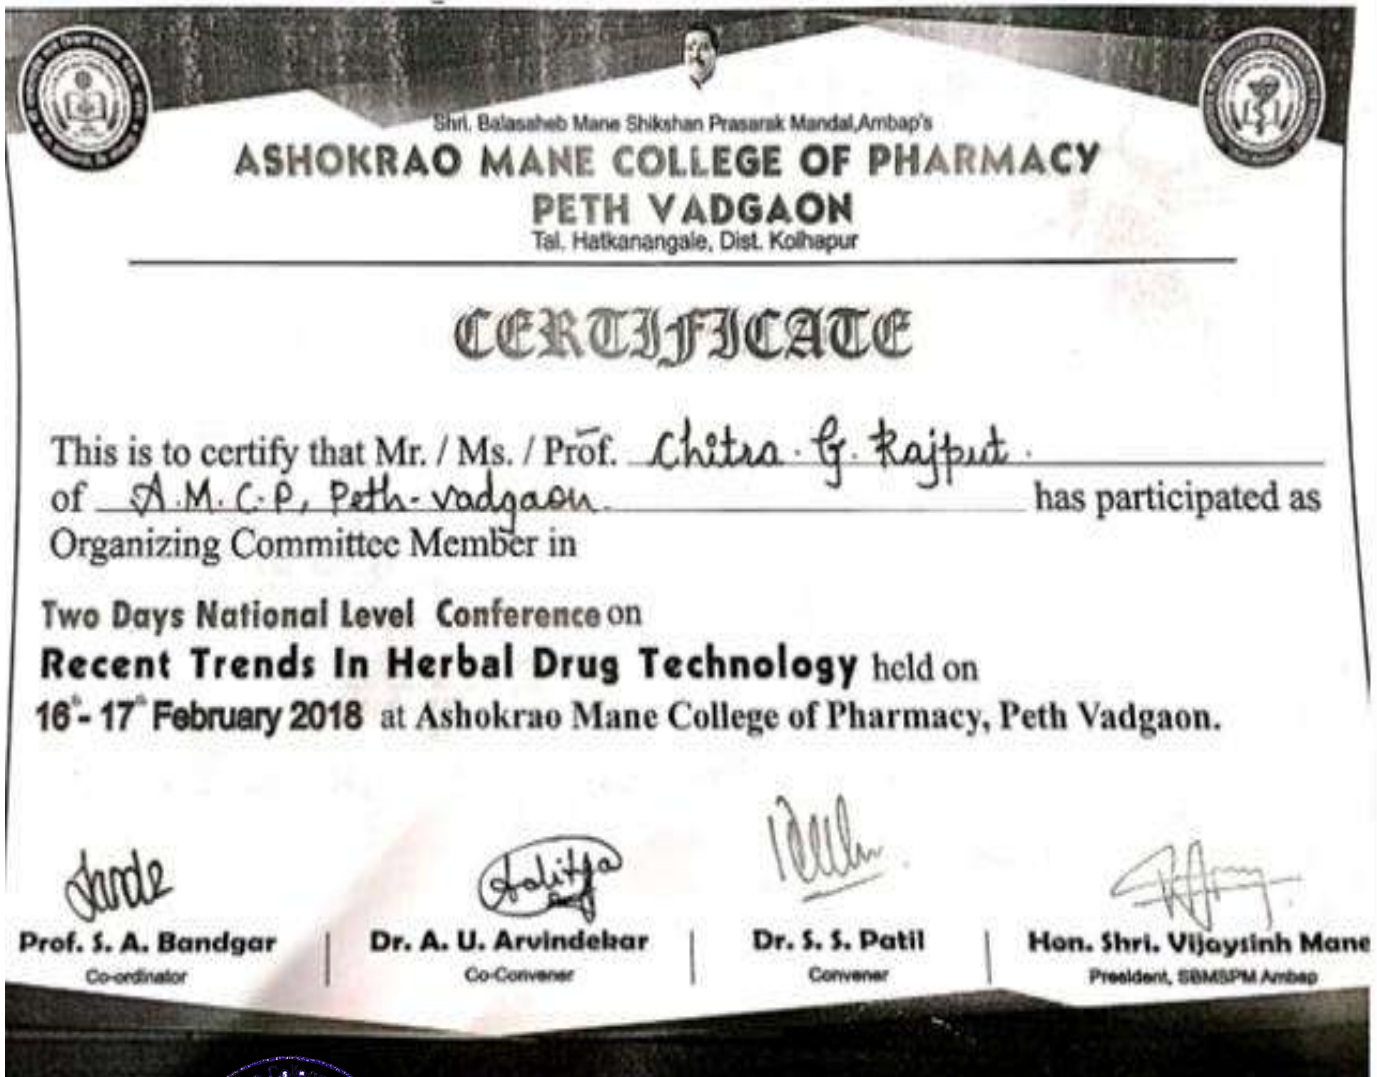 Shri. Balasaheb Mane Shikshan Prasarak Mandal,Ambap's
ASHOKRAO MANE COLLEGE OF PHARMACY
PETH VADGAON
Tal. Hatkanangale, Dist. Kolhapur
CERTIFICATE
This is to certify that Mr. / Ms. / Prof. Chitra. G. Rajput.
of A.M.C.P, Peth-vadgaon. has participated as
Organizing Committee Member in
Two Days National Level Conference on
Recent Trends In Herbal Drug Technology held on
16th- 17th February 2018 at Ashokrao Mane College of Pharmacy, Peth Vadgaon.
Prof. S. A. Bandgar | Dr. A. U. Arvindekar | Dr. S. S. Patil | Hon. Shri. Vijaysinh Mane
Co-ordinator Co-Convener Convener President, SBMSPM Ambap